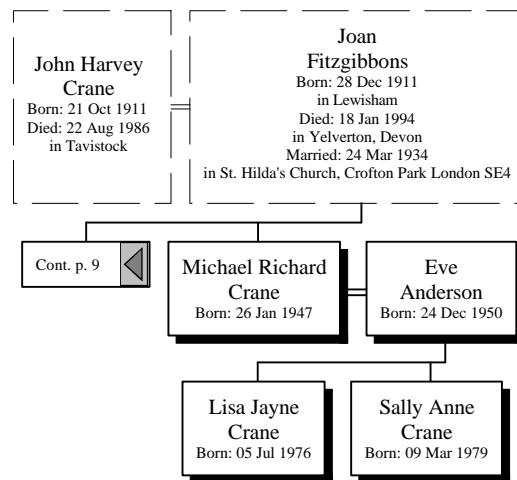 John Harvey
Crane
Born: 21 Oct 1911
Died: 22 Aug 1986
in Tavistock
Joan
Fitzgibbons
Born: 28 Dec 1911
in Lewisham
Died: 18 Jan 1994
in Yelverton, Devon
Married: 24 Mar 1934
in St. Hilda's Church, Crofton Park London SE4
Cont. p. 9
Michael Richard
Crane
Born: 26 Jan 1947
Eve
Anderson
Born: 24 Dec 1950
Lisa Jayne
Crane
Born: 05 Jul 1976
Sally Anne
Crane
Born: 09 Mar 1979